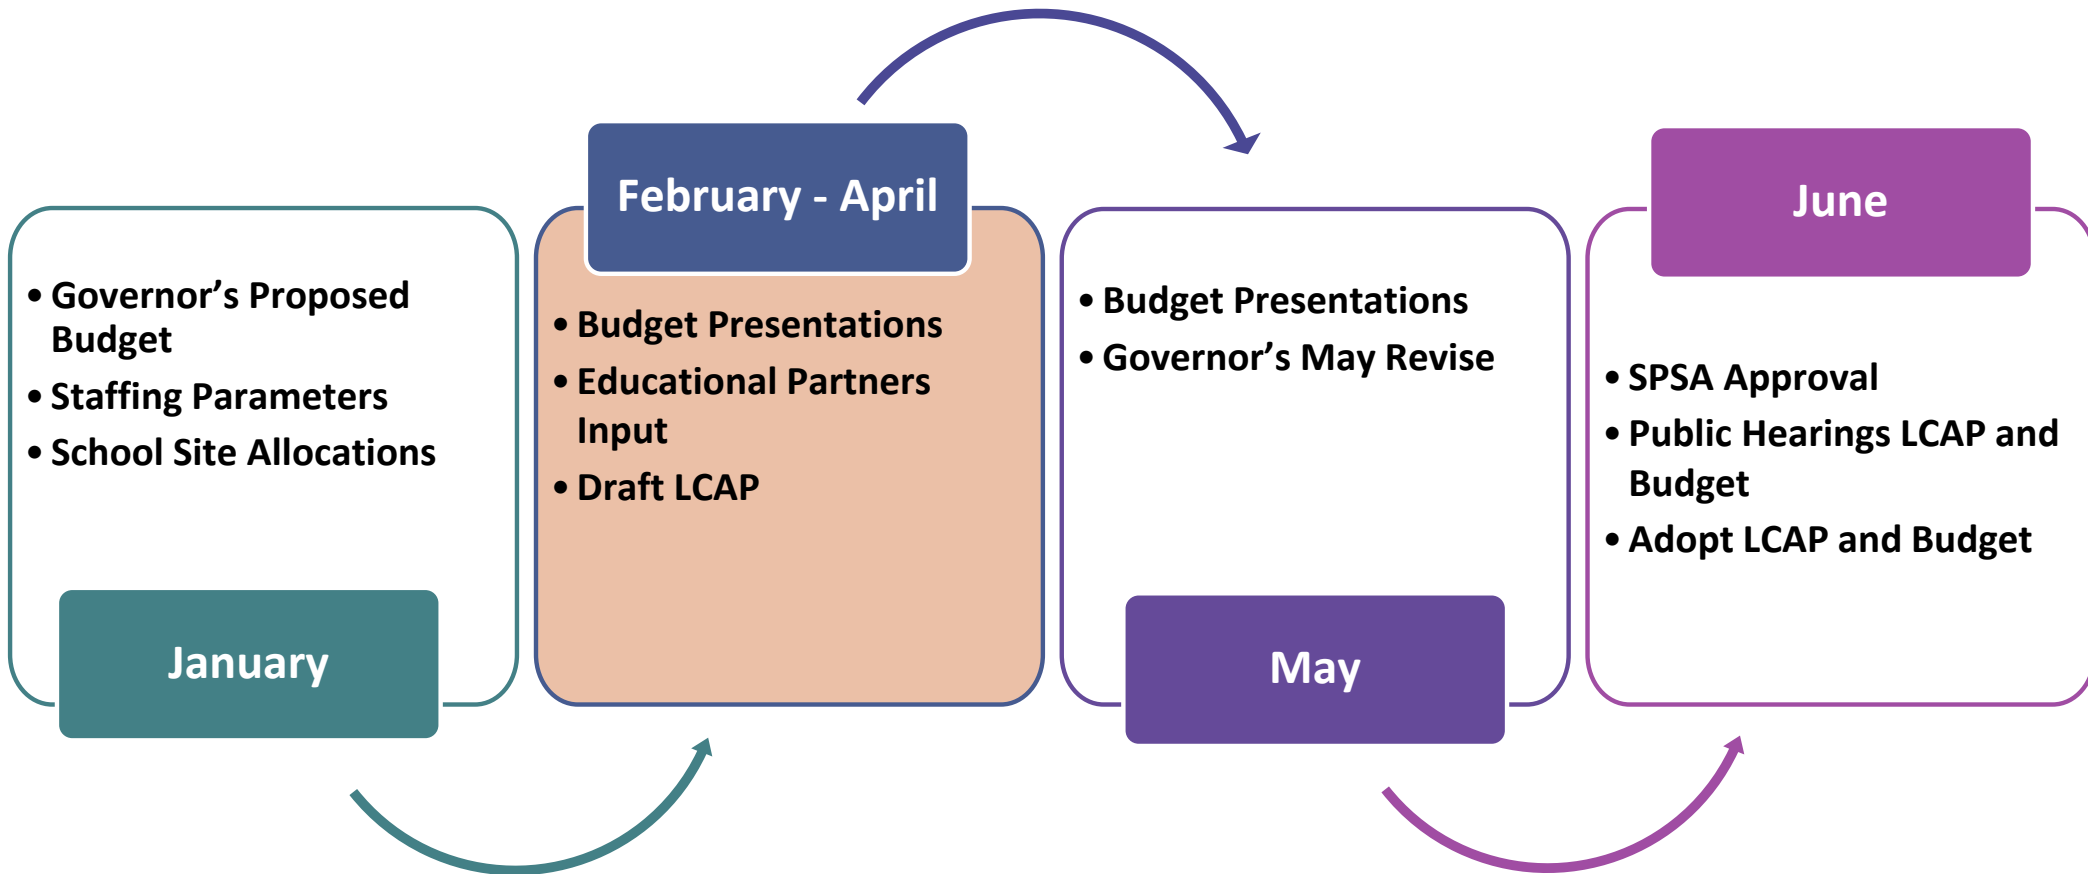 • Governor’s Proposed
Budget
• Staffing Parameters
• School Site Allocations
January
February - April
• Budget Presentations
• Educational Partners
Input
• Draft LCAP
• Budget Presentations
• Governor’s May Revise
May
June
• SPSA Approval
• Public Hearings LCAP and
Budget
• Adopt LCAP and Budget